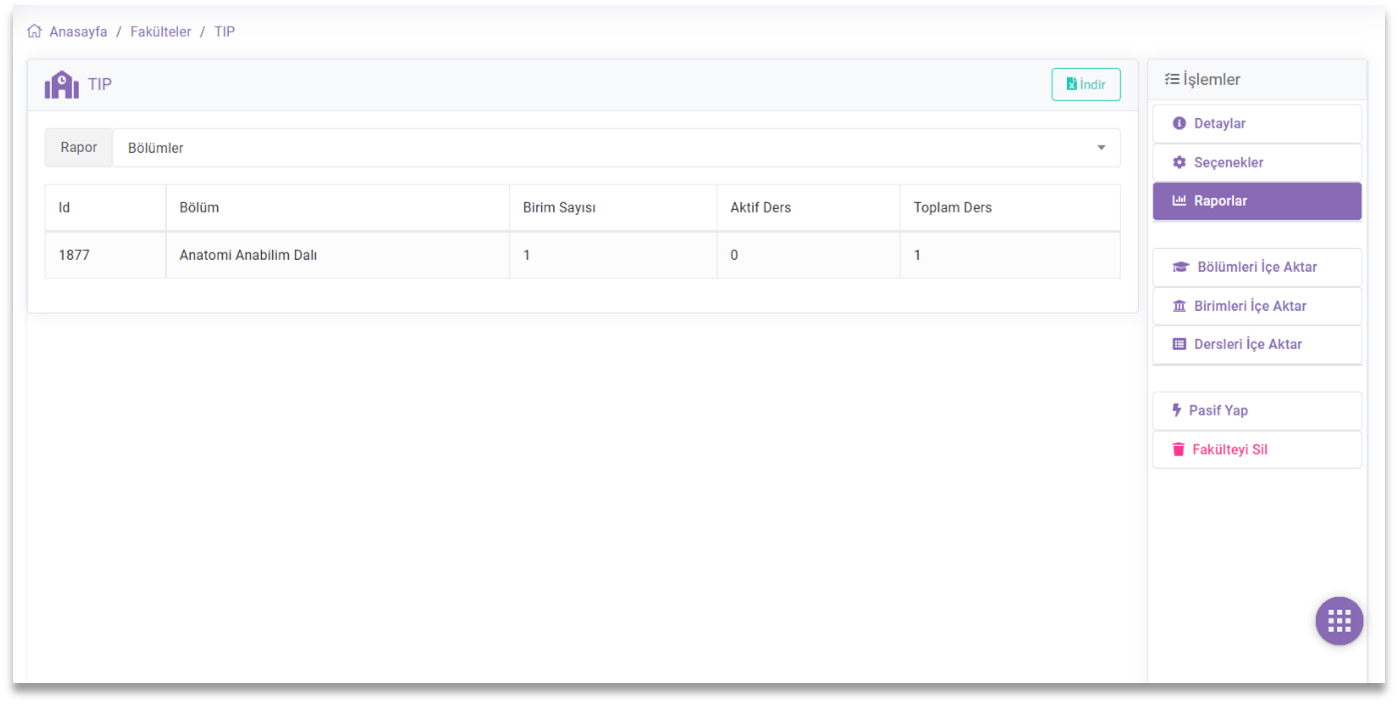 Anasayfa / Fakülteler / TIP
TIP
İndir
Rapor Bölümler
Id Bölüm Birim Sayısı Aktif Ders Toplam Ders
1877 Anatomi Anabilim Dalı 1 0 1
İşlemler
Detaylar
Seçenekler
Raporlar
Bölümleri İçe Aktar
Birimleri İçe Aktar
Dersleri İçe Aktar
Pasif Yap
Fakülteyi Sil